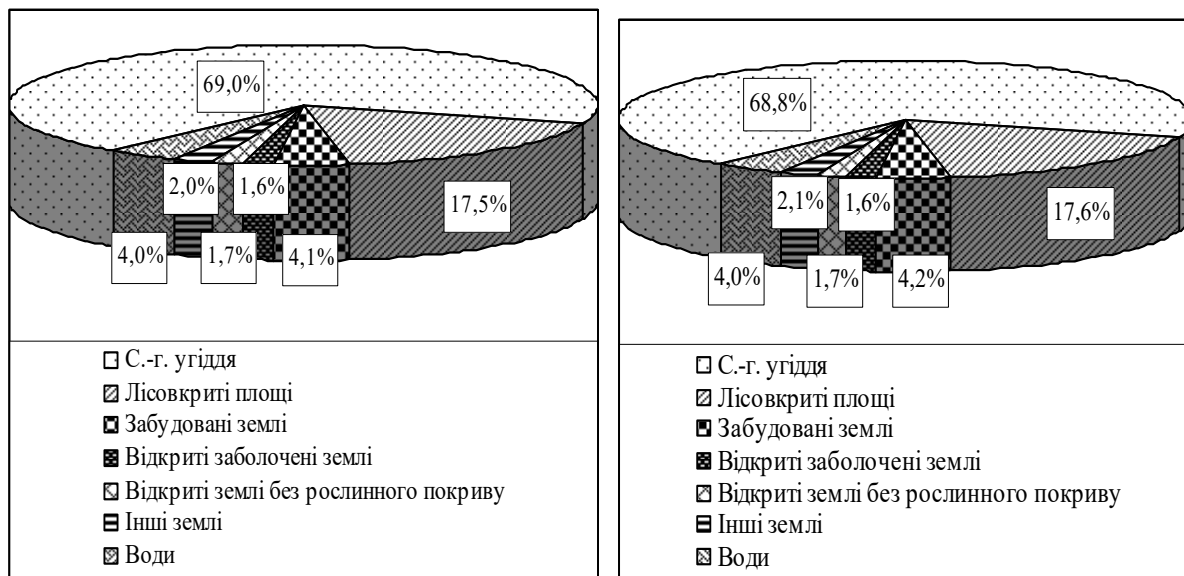 69,0%
2,0%
1,6%
17,5%
4,0%
1,7%
4,1%
С.-г. угіддя
Лісовкриті площі
Забудовані землі
Відкриті заболочені землі
Відкриті землі без рослинного покриву
Інші землі
Води
68,8%
2,1%
1,6%
17,6%
4,0%
1,7%
4,2%
С.-г. угіддя
Лісовкриті площі
Забудовані землі
Відкриті заболочені землі
Відкриті землі без рослинного покриву
Інші землі
Води